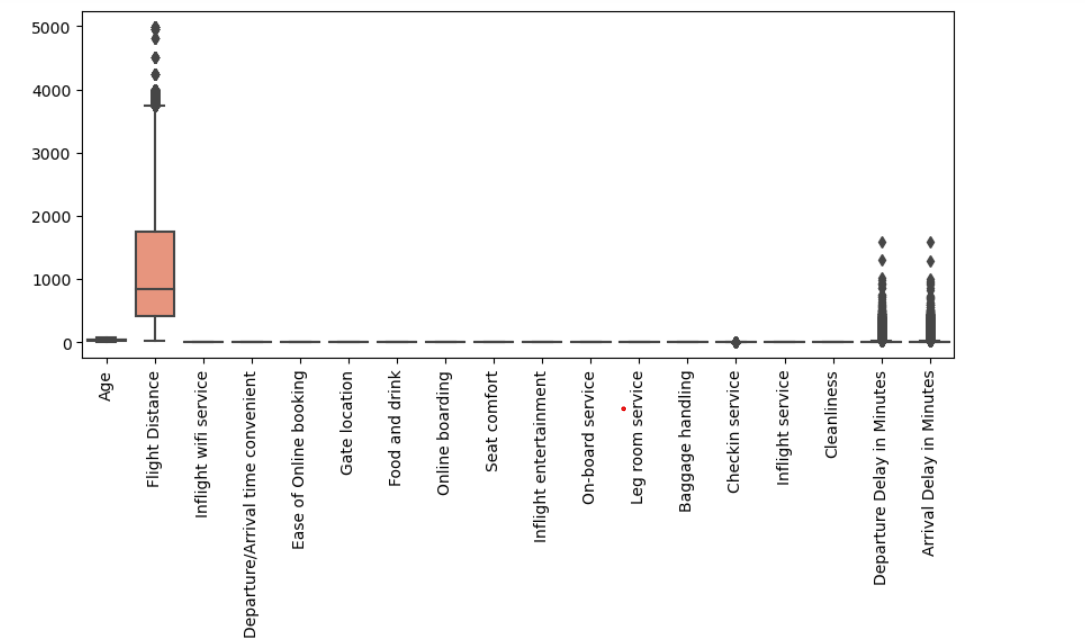 5000
4000
3000
2000
1000
0
Age
Flight Distance
Inflight wifi service
Departure/Arrival time convenient
Ease of Online booking
Gate location
Food and drink
Online boarding
Seat comfort
Inflight entertainment
On-board service
Leg room service
Baggage handling
Checkin service
Inflight service
Cleanliness
Departure Delay in Minutes
Arrival Delay in Minutes